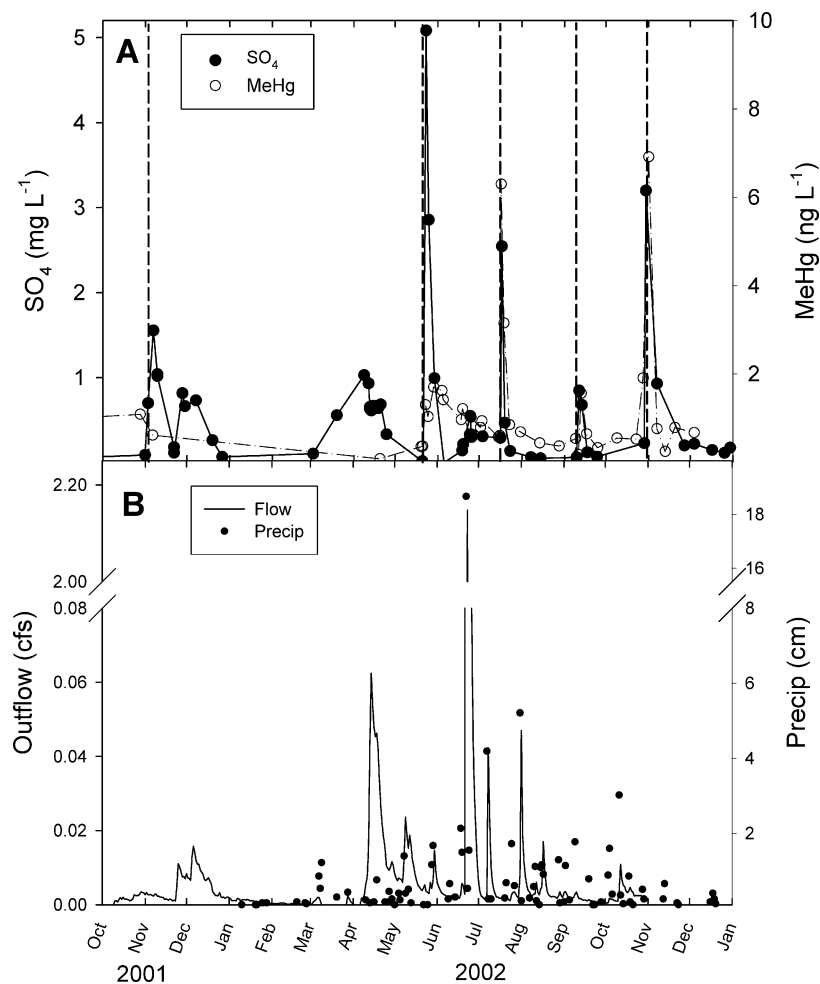 A
SO4
MeHg
5
4
3
2
1
SO4 (mg L-1)
10
8
6
4
2
MeHg (ng L-1)
B
Flow
Precip
2.20
2.00
0.08
0.06
0.04
0.02
0.00
Outflow (cfs)
18
16
8
6
4
2
Precip (cm)
Oct Nov Dec Jan Feb Mar Apr May Jun Jul Aug Sep Oct Nov Dec Jan
2001 2002